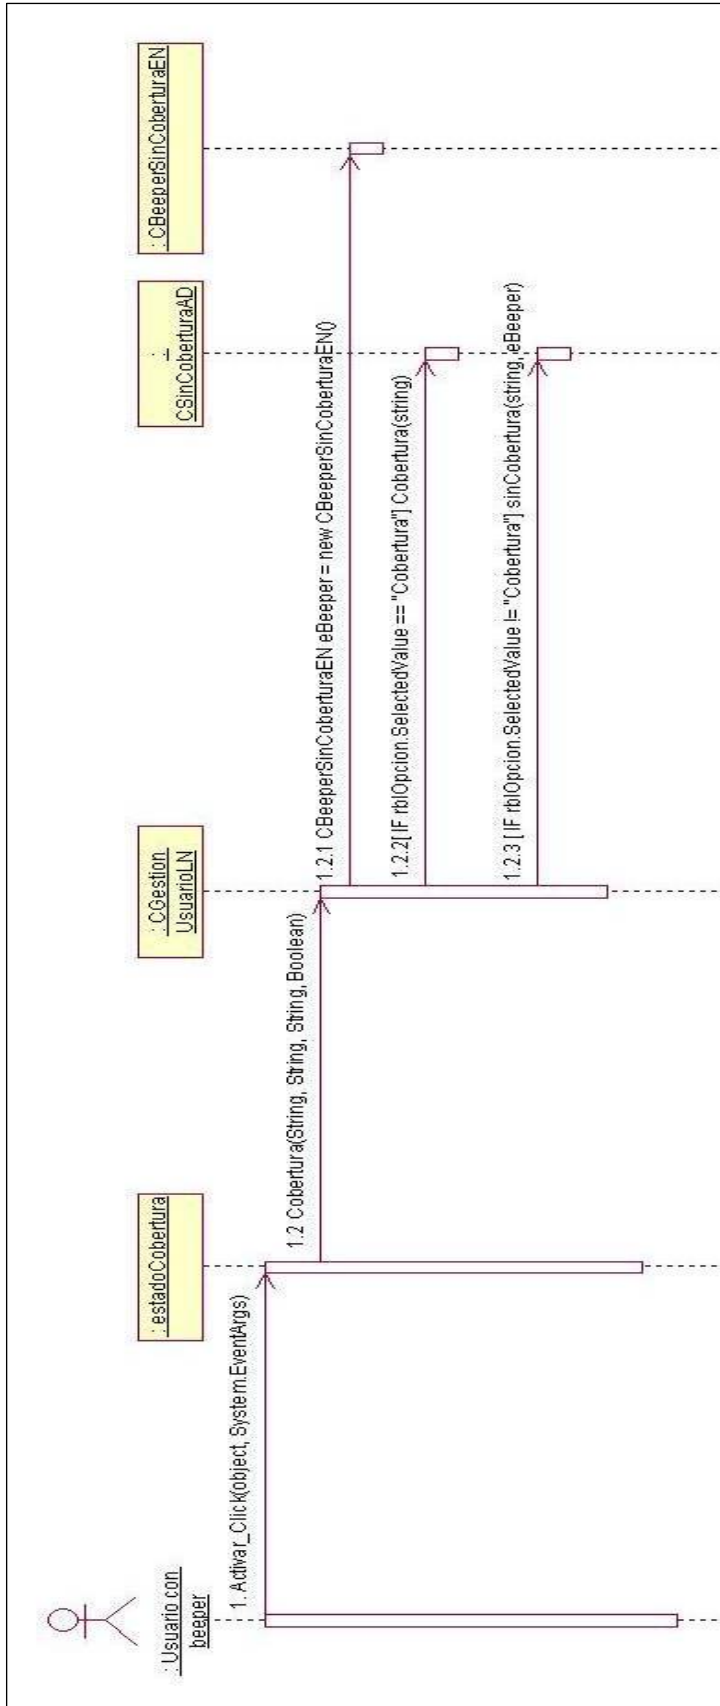 : Usuario con
beeper
: estadoCobertura
:CGestion
UsuarioLN
:
CSinCoberturaAD
: CBeeperSinCoberturaEN
1. Activar_Click(object, System.EventArgs)
1.2 Cobertura(String, String, String, Boolean)
1.2.1 CBeeperSinCoberturaEN eBeeper = new CBeeperSinCoberturaEN()
1.2.2[ IF rblOpcion.SelectedValue == "Cobertura"] Cobertura(string)
1.2.3 [ IF rblOpcion.SelectedValue != "Cobertura"] sinCobertura(string, eBeeper)